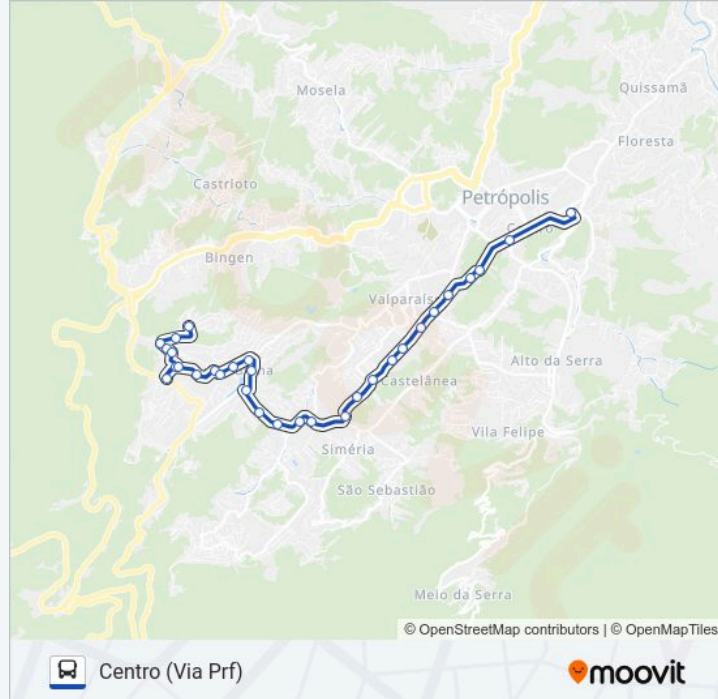 Mosela
Quissamã
Floresta
Castrioto
Petrópolis
Bingen
Valparaís
Alto da Serra
Castelânea
Vila Felipe
Siméria
São Sebastião
Meio da Serra
© OpenStreetMap contributors | © OpenMapTiles
Centro (Via Prf)
moovit